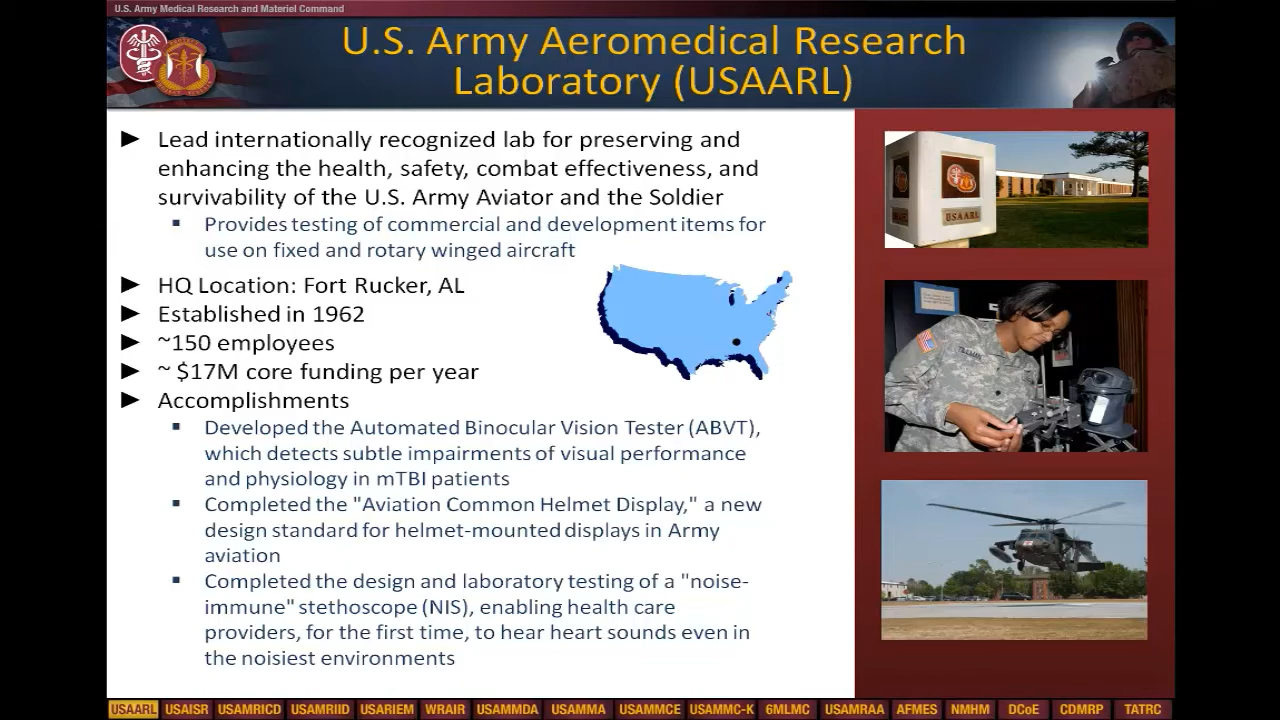 U.S. Army Medical Research and Materiel Command
U.S. Army Aeromedical Research
Laboratory (USAARL)
► Lead internationally recognized lab for preserving and
enhancing the health, safety, combat effectiveness, and
survivability of the U.S. Army Aviator and the Soldier
▪ Provides testing of commercial and development items for
use on fixed and rotary winged aircraft
► HQ Location: Fort Rucker, AL
► Established in 1962
► ~150 employees
► ~ $17M core funding per year
► Accomplishments
▪ Developed the Automated Binocular Vision Tester (ABVT),
which detects subtle impairments of visual performance
and physiology in mTBI patients
▪ Completed the "Aviation Common Helmet Display," a new
design standard for helmet-mounted displays in Army
aviation
▪ Completed the design and laboratory testing of a "noise-
immune" stethoscope (NIS), enabling health care
providers, for the first time, to hear heart sounds even in
the noisiest environments
USAARL
USAARL USAISR USAMRICD USAMRIID USARIEM WRAIR USAMMDA USAMMA USAMMCE USAMMC-K 6MLMC USAMRAA AFMES NMHM DCoE CDMRP TATRC